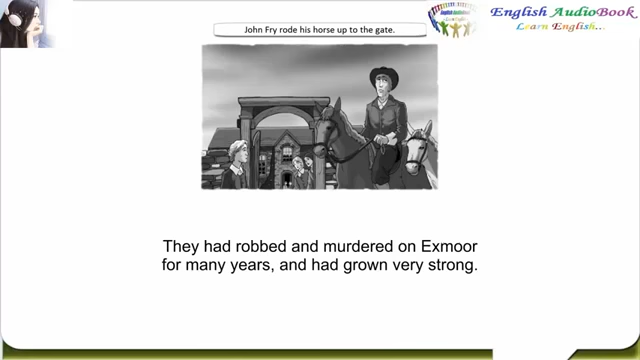 John Fry rode his horse up to the gate.
English AudioBook
Learn English...
They had robbed and murdered on Exmoor
for many years, and had grown very strong.